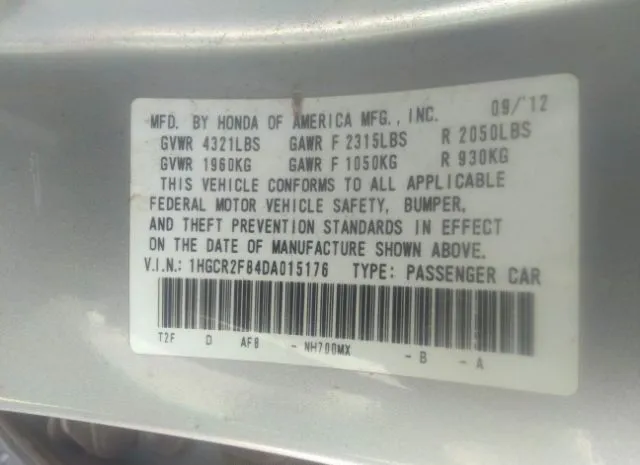 MFD. BY HONDA OF AMERICA MFG., INC. 09/'12
GVWR 4321LBS GAWR F 2315LBS R 2050LBS
GVWR 1960KG GAWR F 1050KG R 930KG
THIS VEHICLE CONFORMS TO ALL APPLICABLE
FEDERAL MOTOR VEHICLE SAFETY, BUMPER,
AND THEFT PREVENTION STANDARDS IN EFFECT
ON THE DATE OF MANUFACTURE SHOWN ABOVE.
V.I.N.: 1HGCR2F84DA015176 TYPE: PASSENGER CAR
T2F D AF8 - NH700MX - B - A